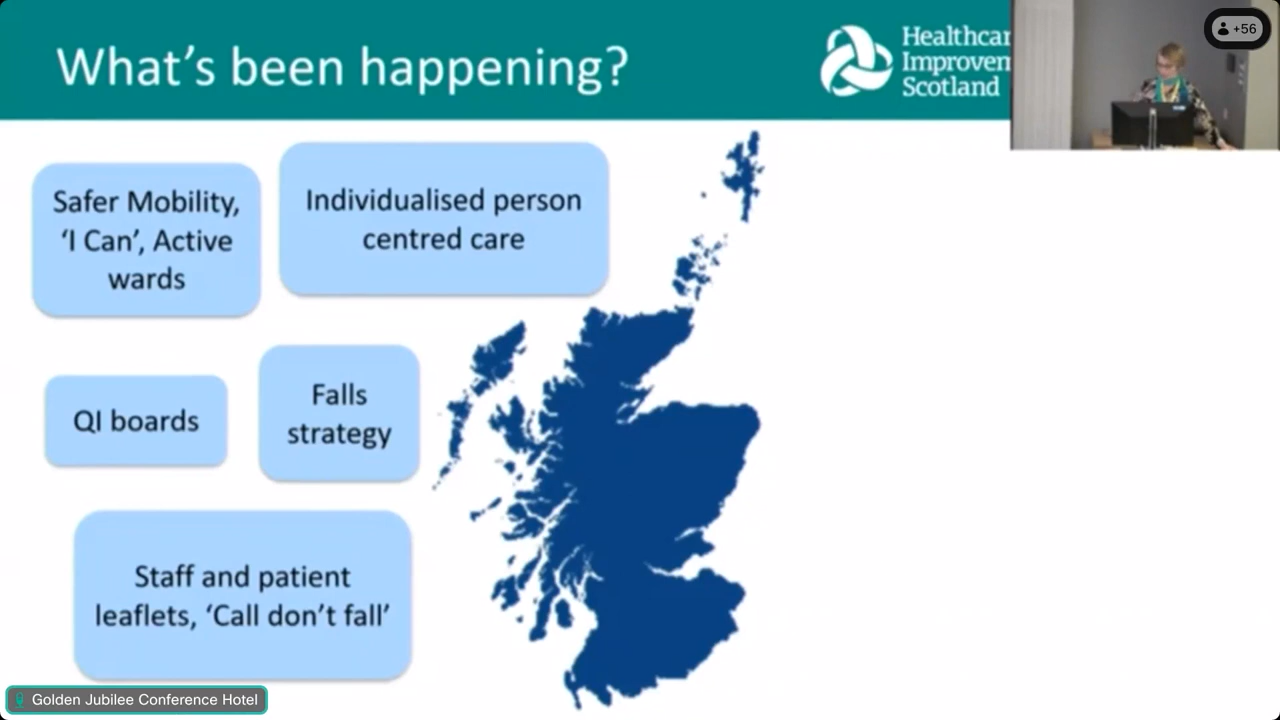 What's been happening?
Healthcar
Improvem
Scotland
+56
Safer Mobility,
‘I Can’, Active
wards
Individualised person
centred care
QI boards
Falls
strategy
Staff and patient
leaflets, ‘Call don’t fall’
Golden Jubilee Conference Hotel